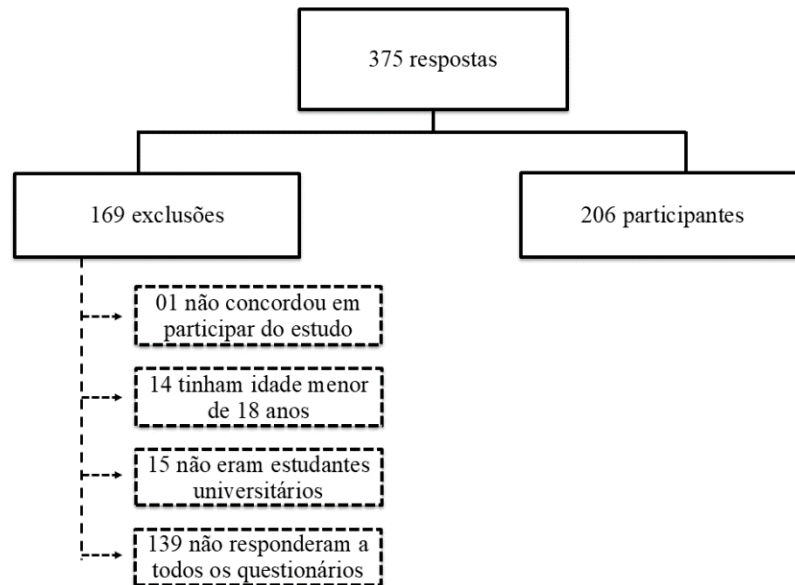 375 respostas
169 exclusões
206 participantes
01 não concordou em
participar do estudo
14 tinham idade menor
de 18 anos
15 não eram estudantes
universitários
139 não responderam a
todos os questionários